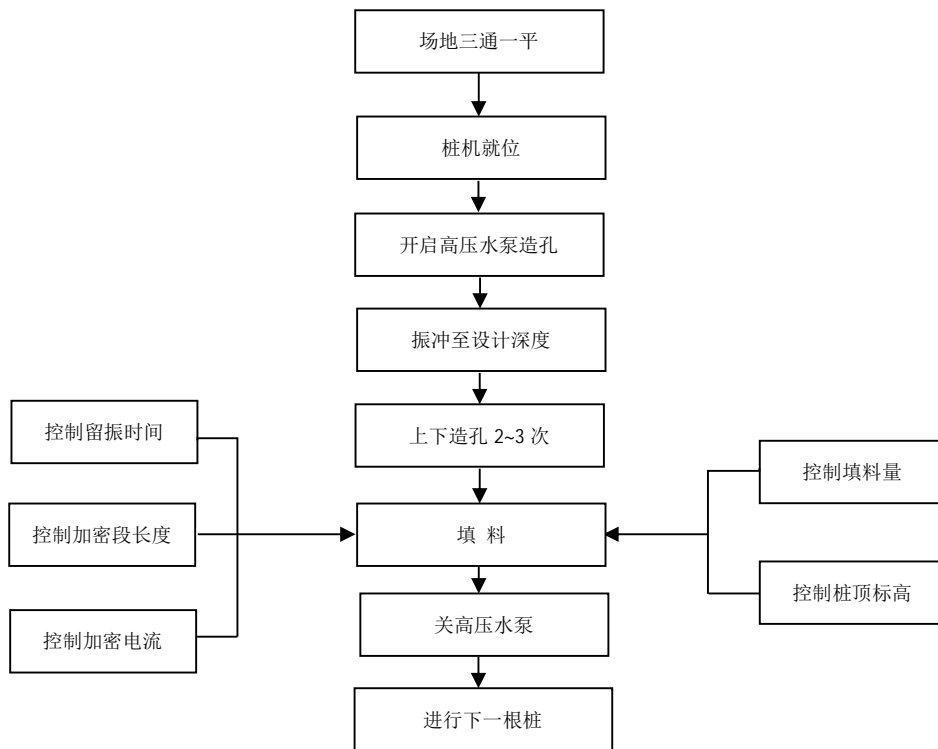 场地三通一平
桩机就位
开启高压水泵造孔
振冲至设计深度
上下造孔 2~3 次
控制留振时间
控制填料量
控制加密段长度
填 料
控制桩顶标高
关高压水泵
控制加密电流
进行下一根桩